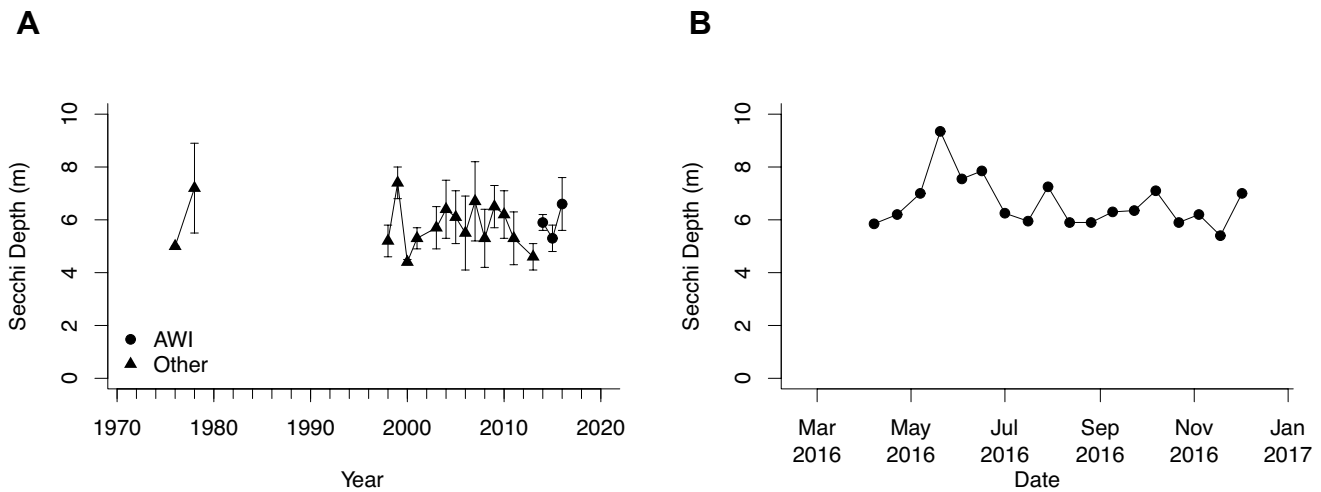 A
Secchi Depth (m)
10
8
6
4
2
0
AWI
Other
1970 1980 1990 2000 2010 2020
Year
B
Secchi Depth (m)
10
8
6
4
2
0
Mar May Jul Sep Nov Jan
2016 2016 2016 2016 2016 2017
Date